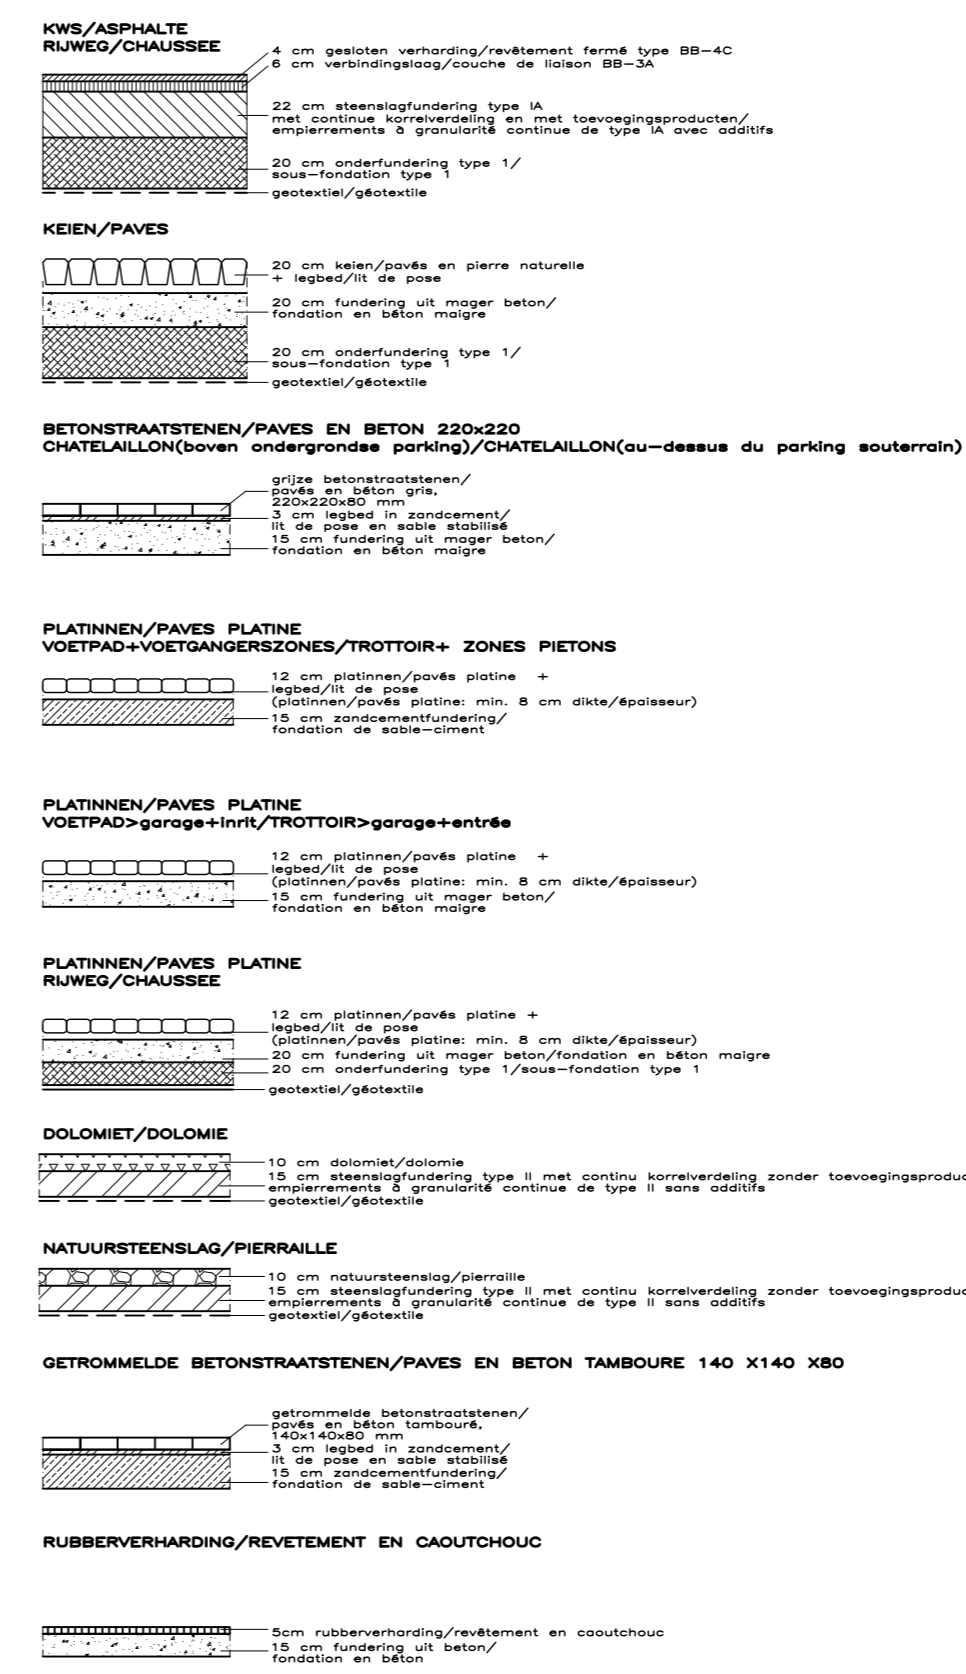 KWS/ASPHALTE
RIJWEG/CHAUSSEE
4 cm gesloten verharding/revêtement fermé type BB-4C
6 cm verbindingslaag/couche de liaison BB-3A
22 cm steenslagfundering type IA
met continue korrelverdeling en met toevoegingsproducten/
empierrements à granularité continue de type IA avec additifs
20 cm onderfundering type 1/
sous-fondation type 1
geotextiel/géotextile
KEIEN/PAVES
20 cm keien/pavés en pierre naturelle
+ legbed/lit de pose
20 cm fundering uit mager beton/
fondation en béton maigre
20 cm onderfundering type 1/
sous-fondation type 1
geotextiel/géotextile
BETONSTRAATSTENEN/PAVES EN BETON 220x220
CHATELAILLON(boven ondergrondse parking)/CHATELAILLON(au-dessus du parking souterrain)
grijze betonstraatstenen/
pavés en béton gris,
220x220x80 mm
3 cm legbed in zandcement/
lit de pose en sable stabilisé
15 cm fundering uit mager beton/
fondation en béton maigre
PLATINNEN/PAVES PLATINE
VOETPAD+VOETGANGERSZONES/TROTTOIR+ ZONES PIETONS
12 cm platinnen/pavés platine +
legbed/lit de pose
(platinnen/pavés platine: min. 8 cm dikte/épaisseur)
15 cm zandcementfundering/
fondation de sable-ciment
PLATINNEN/PAVES PLATINE
VOETPAD>garage+inrit/TROTTOIR>garage+entrée
12 cm platinnen/pavés platine +
legbed/lit de pose
(platinnen/pavés platine: min. 8 cm dikte/épaisseur)
15 cm fundering uit mager beton/
fondation en béton maigre
PLATINNEN/PAVES PLATINE
RIJWEG/CHAUSSEE
12 cm platinnen/pavés platine +
legbed/lit de pose
(platinnen/pavés platine: min. 8 cm dikte/épaisseur)
20 cm fundering uit mager beton/fondation en béton maigre
20 cm onderfundering type 1/sous-fondation type 1
geotextiel/géotextile
DOLOMIET/DOLOMIE
10 cm dolomiet/dolomie
15 cm steenslagfundering type II met continu korrelverdeling zonder toevoegingsproduc
empierrements à granularité continue de type II sans additifs
geotextiel/géotextile
NATUURSTEENSLAG/PIERRAILLE
10 cm natuursteenslag/pierraille
15 cm steenslagfundering type II met continu korrelverdeling zonder toevoegingsproduc
empierrements à granularité continue de type II sans additifs
geotextiel/géotextile
GETROMMELDE BETONSTRAATSTENEN/PAVES EN BETON TAMBOURE 140 X140 X80
getrommelde betonstraatstenen/
pavés en béton tambouré,
140x140x80 mm
3 cm legbed in zandcement/
lit de pose en sable stabilisé
15 cm zandcementfundering/
fondation de sable-ciment
RUBBERVERHARDING/REVETEMENT EN CAOUTCHOUC
5cm rubberverharding/revêtement en caoutchouc
15 cm fundering uit beton/
fondation en béton